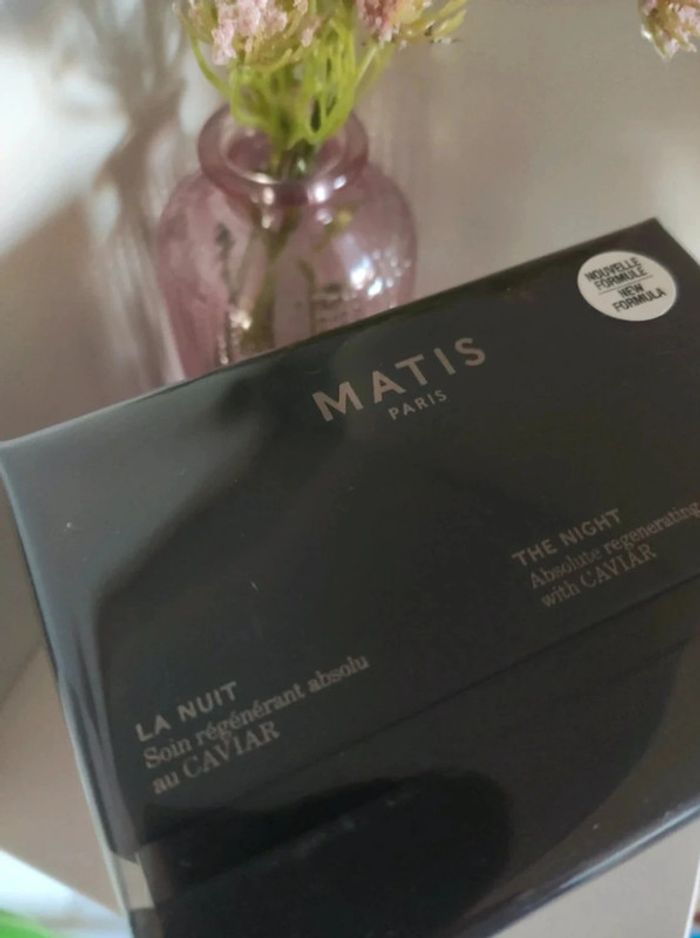 NOUVELLE
FORMULE
NEW
FORMULA
MATIS
PARIS
THE NIGHT
Absolute regenerating
with CAVIAR
LA NUIT
Soin régénérant absolu
au CAVIAR